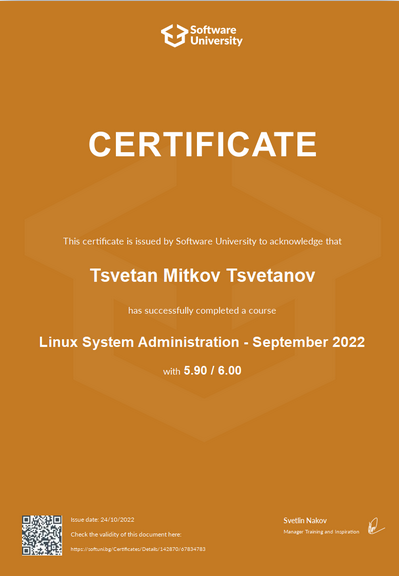 Software
University
CERTIFICATE
This certificate is issued by Software University to acknowledge that
Tsvetan Mitkov Tsvetanov
has successfully completed a course
Linux System Administration - September 2022
with 5.90 / 6.00
Issue date: 24/10/2022
Check the validity of this document here:
https://softuni.bg/Certificates/Details/142870/67834783
Svetlin Nakov
Manager Training and Inspiration